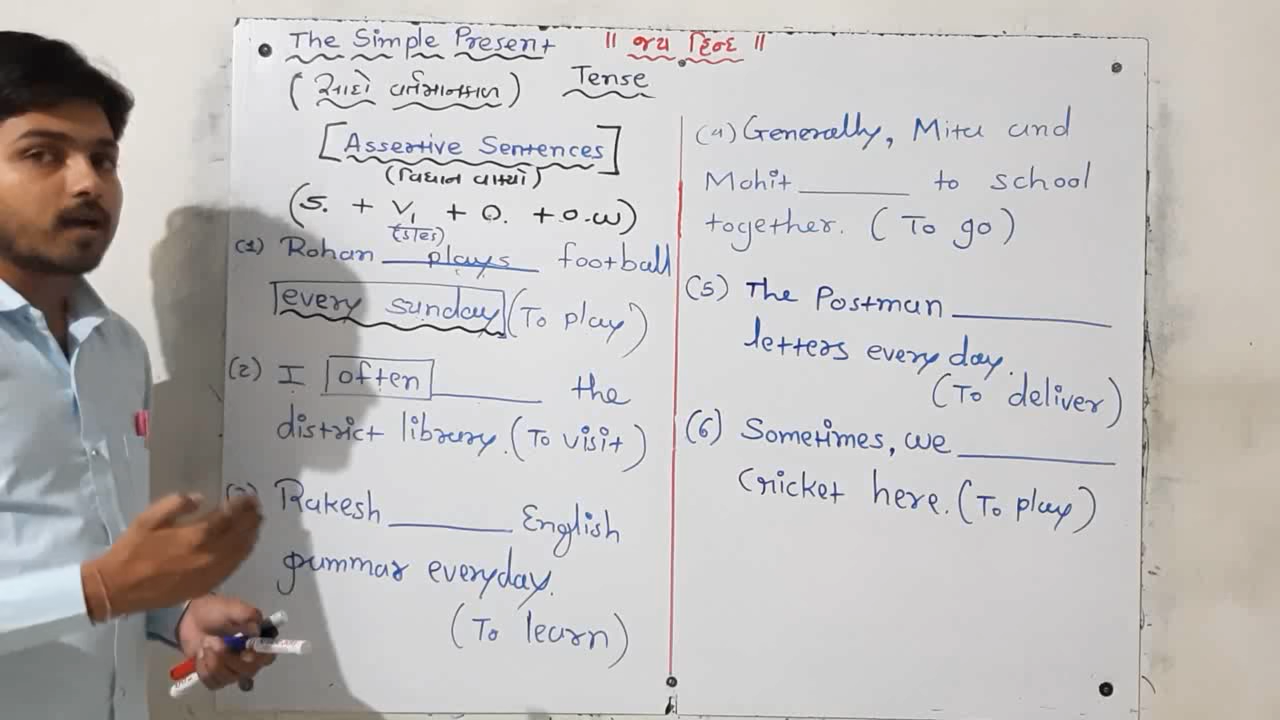 The Simple Present
|| જય હિન્દ ||
(સાદો વર્તમાનકાળ) Tense
[Assertive Sentences]
(વિધાન વાક્યો)
(S. + V₁ + O. + O.W)
(1) Rohan plays football
every sunday (To play)
(2) I often ______ the
district library. (To visit)
Rakesh ______ English
grammar everyday.
(To learn)
(4) Generally, Mita and
Mohit ______ to school
together. (To go)
(5) The Postman ______
letters every day.
(To deliver)
(6) Sometimes, we ______
Cricket here. (To play)